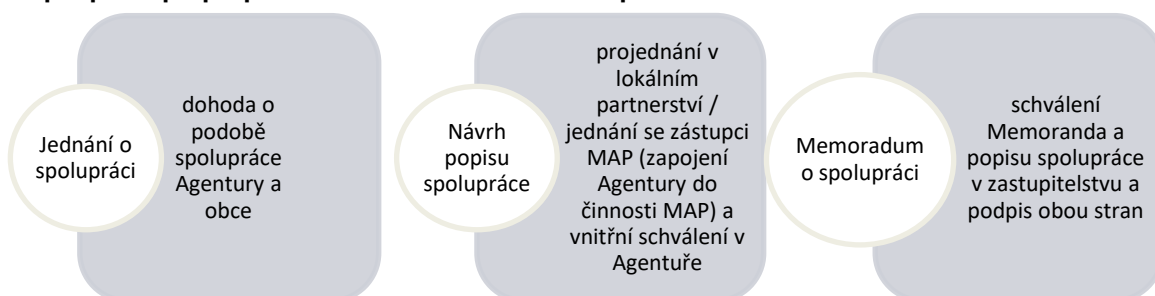 Jednání o
spolupráci
dohoda o
podobě
spolupráce
Agentury a
obce
Návrh
popisu
spolupráce
projednání v
lokálním
partnerství /
jednání se zástupci
MAP (zapojení
Agentury do
činnosti MAP) a
vnitřní schválení v
Agentuře
Memoradum
o spolupráci
schválení
Memoranda a
popisu spolupráce
v zastupitelstvu a
podpis obou stran